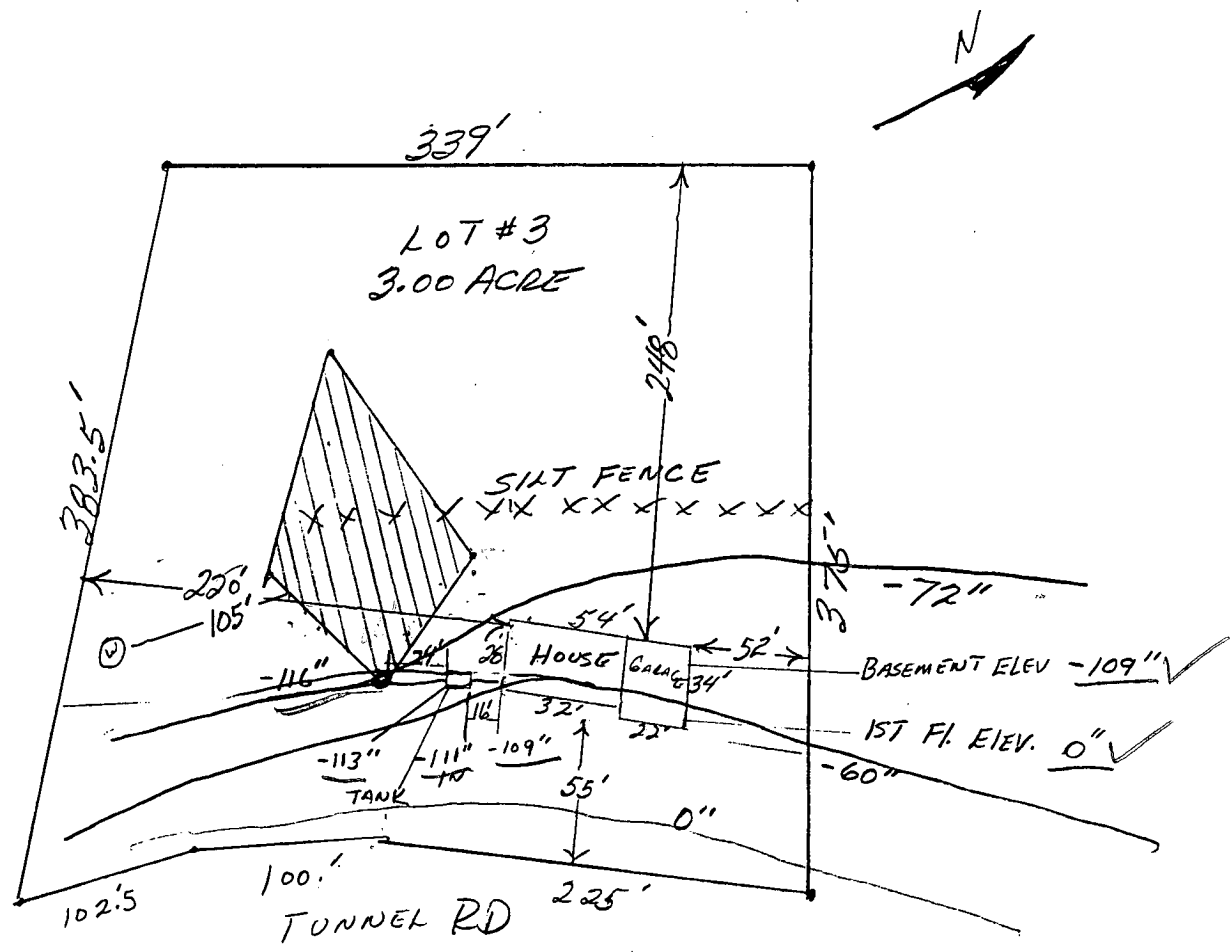 N
339'
LOT #3
3.00 ACRE
248'
383.5'
SILT FENCE
375'
-72"
220'
105'
W
54'
24'
26'
HOUSE
GARAGE
34'
52'
BASEMENT ELEV -109"
-116"
16'
32'
22'
1ST Fl. ELEV. 0"
-113"
-111"
IN
-109"
-60"
TANK
55'
0"
102.5
100.'
225'
TUNNEL RD